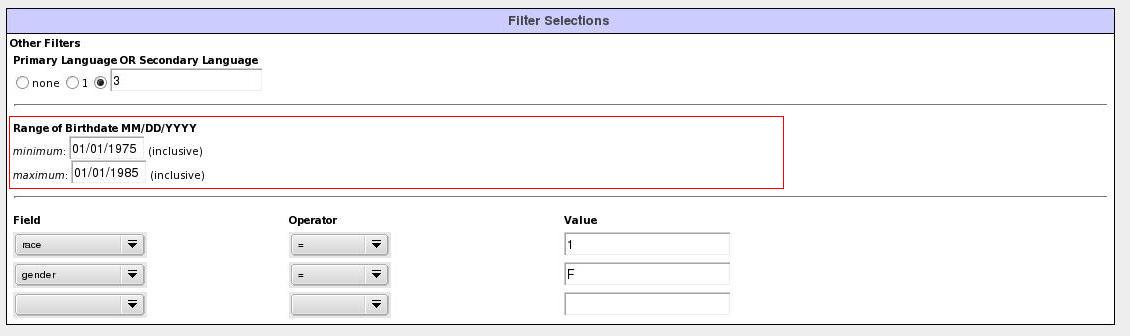 Filter Selections
Other Filters
Primary Language OR Secondary Language
none 1 3
Range of Birthdate MM/DD/YYYY
minimum: 01/01/1975 (inclusive)
maximum: 01/01/1985 (inclusive)
Field Operator Value
race = 1
gender = F